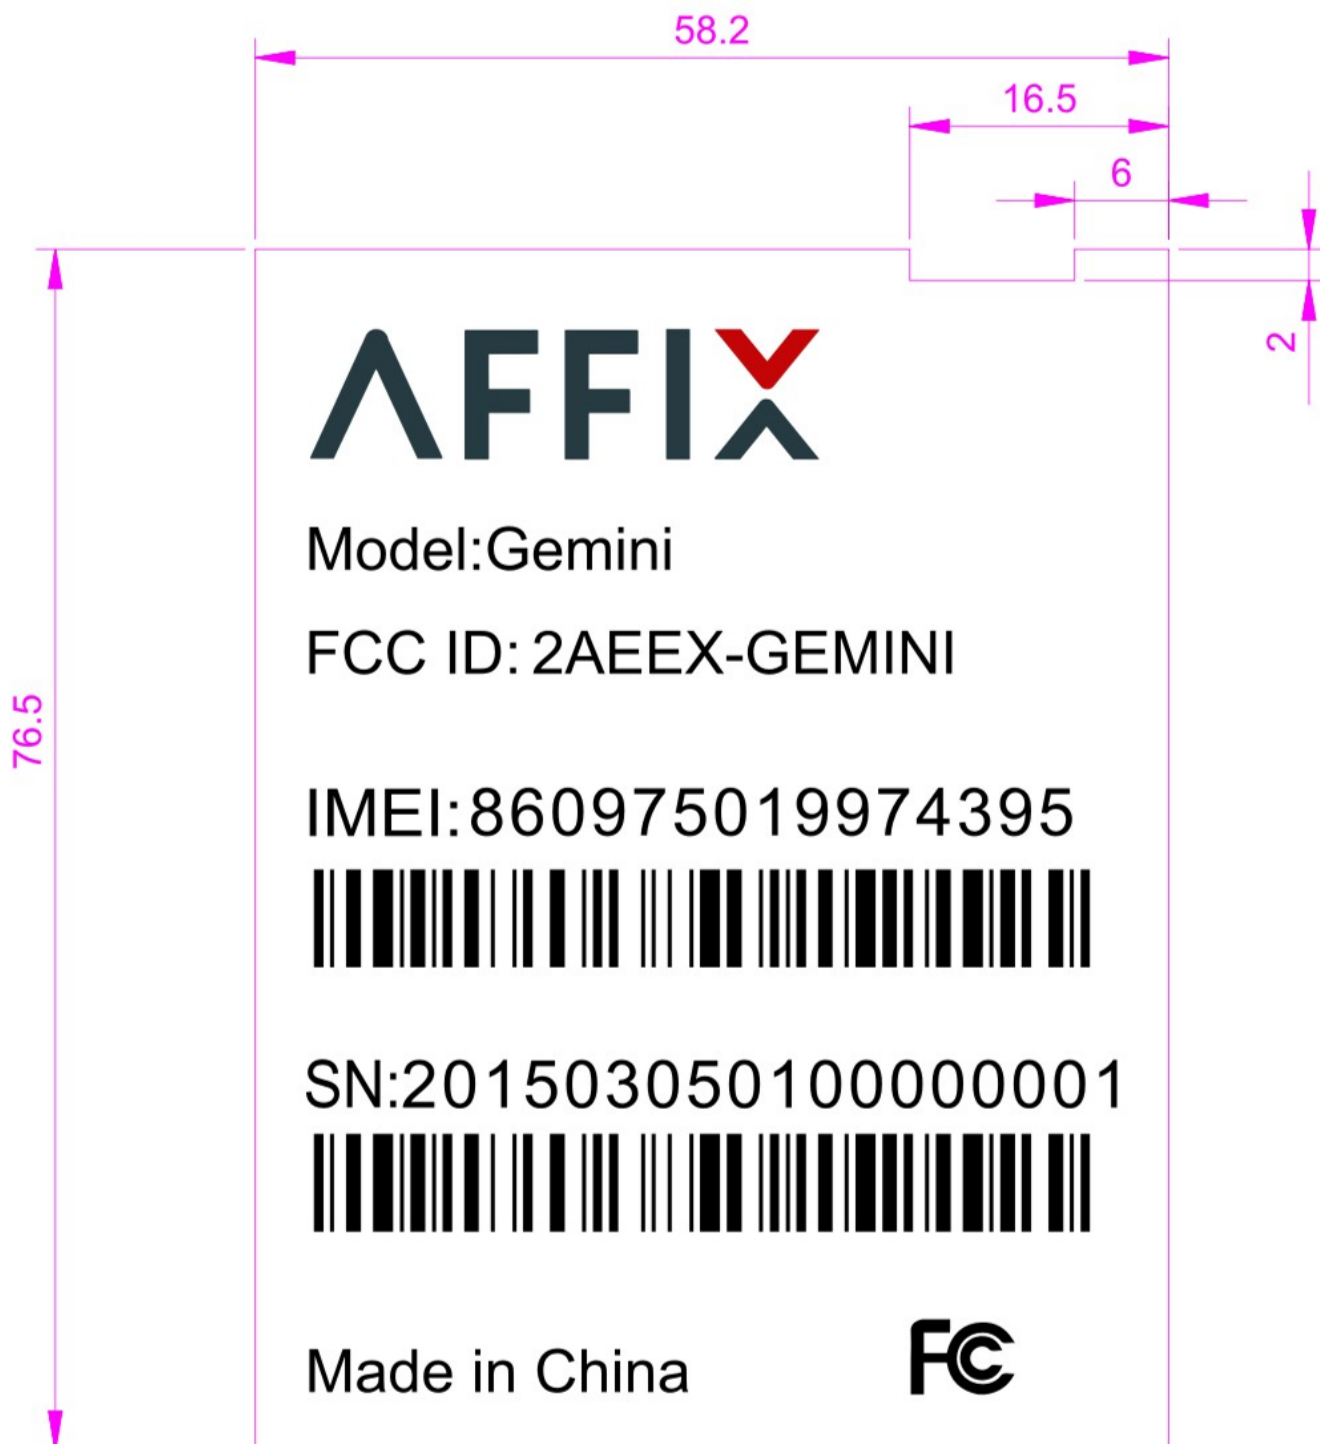 58.2
16.5
6
2
76.5
AFFIX
Model:Gemini
FCC ID: 2AEEX-GEMINI
IMEI:860975019974395
SN:201503050100000001
Made in China
FC